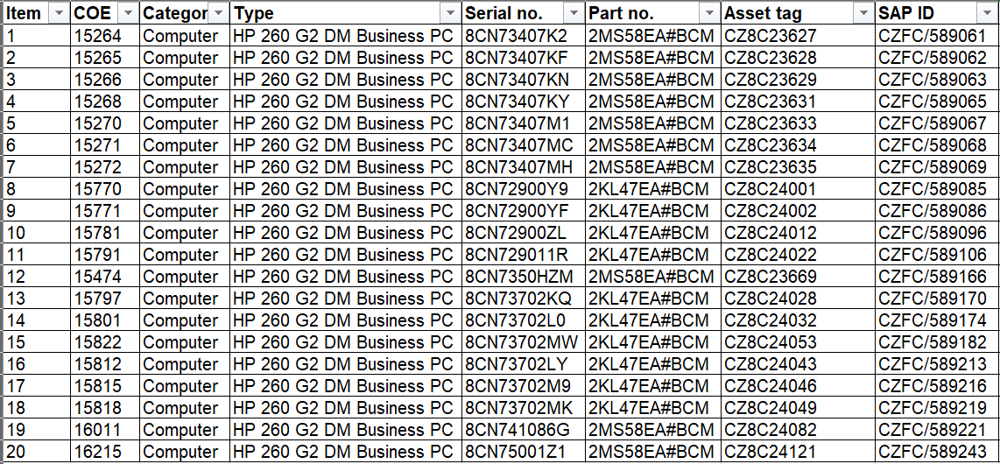 Item COE Categor Type Serial no. Part no. Asset tag SAP ID
1 15264 Computer HP 260 G2 DM Business PC 8CN73407K2 2MS58EA#BCM CZ8C23627 CZFC/589061
2 15265 Computer HP 260 G2 DM Business PC 8CN73407KF 2MS58EA#BCM CZ8C23628 CZFC/589062
3 15266 Computer HP 260 G2 DM Business PC 8CN73407KN 2MS58EA#BCM CZ8C23629 CZFC/589063
4 15268 Computer HP 260 G2 DM Business PC 8CN73407KY 2MS58EA#BCM CZ8C23631 CZFC/589065
5 15270 Computer HP 260 G2 DM Business PC 8CN73407M1 2MS58EA#BCM CZ8C23633 CZFC/589067
6 15271 Computer HP 260 G2 DM Business PC 8CN73407MC 2MS58EA#BCM CZ8C23634 CZFC/589068
7 15272 Computer HP 260 G2 DM Business PC 8CN73407MH 2MS58EA#BCM CZ8C23635 CZFC/589069
8 15770 Computer HP 260 G2 DM Business PC 8CN72900Y9 2KL47EA#BCM CZ8C24001 CZFC/589085
9 15771 Computer HP 260 G2 DM Business PC 8CN72900YF 2KL47EA#BCM CZ8C24002 CZFC/589086
10 15781 Computer HP 260 G2 DM Business PC 8CN72900ZL 2KL47EA#BCM CZ8C24012 CZFC/589096
11 15791 Computer HP 260 G2 DM Business PC 8CN729011R 2KL47EA#BCM CZ8C24022 CZFC/589106
12 15474 Computer HP 260 G2 DM Business PC 8CN7350HZM 2MS58EA#BCM CZ8C23669 CZFC/589166
13 15797 Computer HP 260 G2 DM Business PC 8CN73702KQ 2KL47EA#BCM CZ8C24028 CZFC/589170
14 15801 Computer HP 260 G2 DM Business PC 8CN73702L0 2KL47EA#BCM CZ8C24032 CZFC/589174
15 15822 Computer HP 260 G2 DM Business PC 8CN73702MW 2KL47EA#BCM CZ8C24053 CZFC/589182
16 15812 Computer HP 260 G2 DM Business PC 8CN73702LY 2KL47EA#BCM CZ8C24043 CZFC/589213
17 15815 Computer HP 260 G2 DM Business PC 8CN73702M9 2KL47EA#BCM CZ8C24046 CZFC/589216
18 15818 Computer HP 260 G2 DM Business PC 8CN73702MK 2KL47EA#BCM CZ8C24049 CZFC/589219
19 16011 Computer HP 260 G2 DM Business PC 8CN741086G 2MS58EA#BCM CZ8C24082 CZFC/589221
20 16215 Computer HP 260 G2 DM Business PC 8CN75001Z1 2MS58EA#BCM CZ8C24121 CZFC/589243